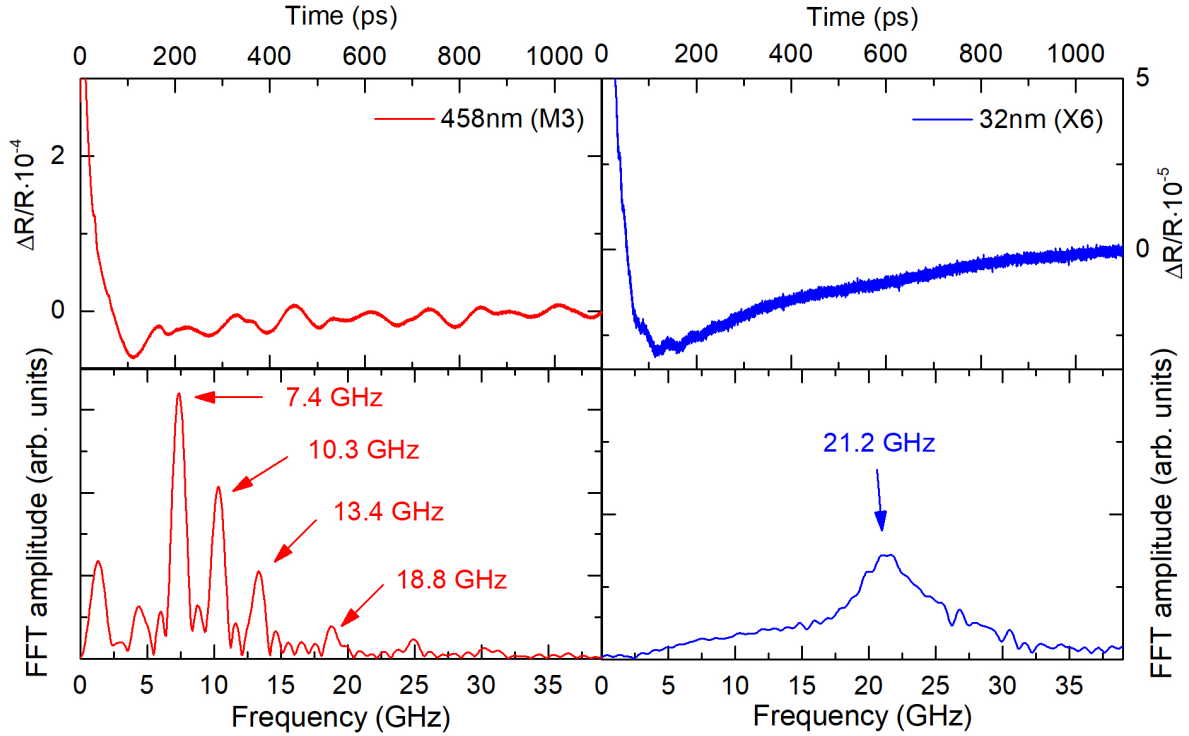 Time (ps)
Time (ps)
0 200 400 600 800 1000
0 200 400 600 800 1000
458nm (M3)
32nm (X6)
5
2
0
0
ΔR/R·10-4
ΔR/R·10-5
7.4 GHz
10.3 GHz
13.4 GHz
18.8 GHz
21.2 GHz
FFT amplitude (arb. units)
FFT amplitude (arb. units)
0 5 10 15 20 25 30 35
0 5 10 15 20 25 30 35
Frequency (GHz)
Frequency (GHz)